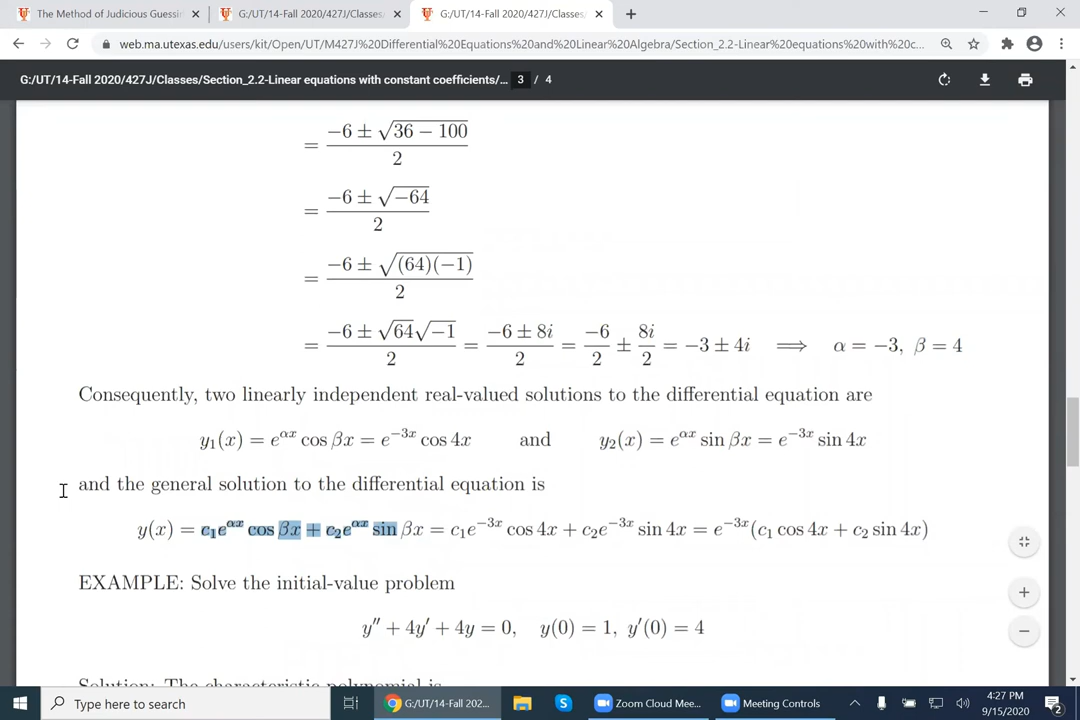 The Method of Judicious Guessi
G:/UT/14-Fall 2020/427J/Classes/
G:/UT/14-Fall 2020/427J/Classes/
web.ma.utexas.edu/users/kit/Open/UT/M427J%20Differential%20Equations%20and%20Linear%20Algebra/Section_2.2-Linear%20equations%20with%20c...
G:/UT/14-Fall 2020/427J/Classes/Section_2.2-Linear equations with constant coefficients/... 3 / 4
= (−6 ± √(36 − 100)) / 2
= (−6 ± √(−64)) / 2
= (−6 ± √((64)(−1))) / 2
= (−6 ± √64 √−1) / 2 = (−6 ± 8i) / 2 = −6/2 ± 8i/2 = −3 ± 4i ⟹ α = −3, β = 4
Consequently, two linearly independent real-valued solutions to the differential equation are
y₁(x) = e^{αx} cos βx = e^{−3x} cos 4x and y₂(x) = e^{αx} sin βx = e^{−3x} sin 4x
and the general solution to the differential equation is
y(x) = c₁e^{αx} cos βx + c₂e^{αx} sin βx = c₁e^{−3x} cos 4x + c₂e^{−3x} sin 4x = e^{−3x}(c₁ cos 4x + c₂ sin 4x)
EXAMPLE: Solve the initial-value problem
y″ + 4y′ + 4y = 0, y(0) = 1, y′(0) = 4
Solution: The characteristic polynomial is
Type here to search
G:/UT/14-Fall 202...
Zoom Cloud Mee...
Meeting Controls
4:27 PM
9/15/2020
2